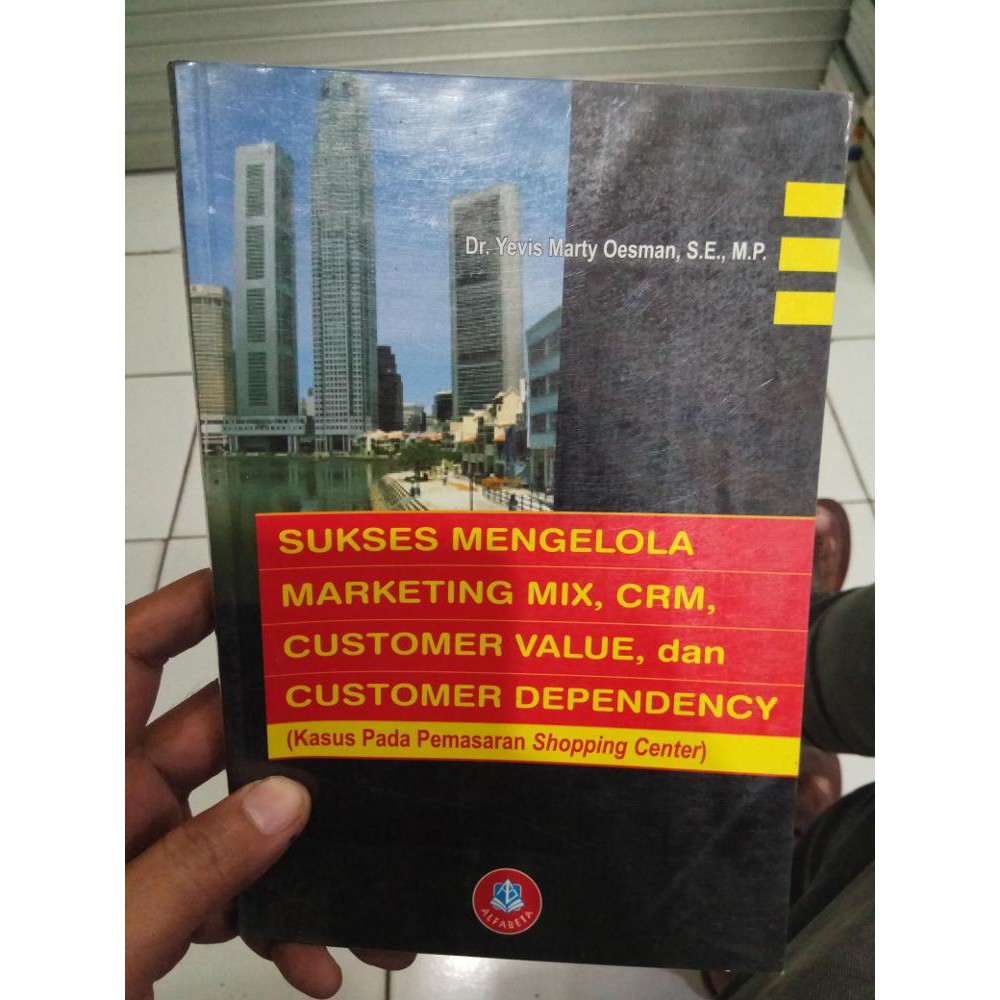 Dr. Yevis Marty Oesman, S.E., M.P.
SUKSES MENGELOLA
MARKETING MIX, CRM,
CUSTOMER VALUE, dan
CUSTOMER DEPENDENCY
(Kasus Pada Pemasaran Shopping Center)
ALFABETA